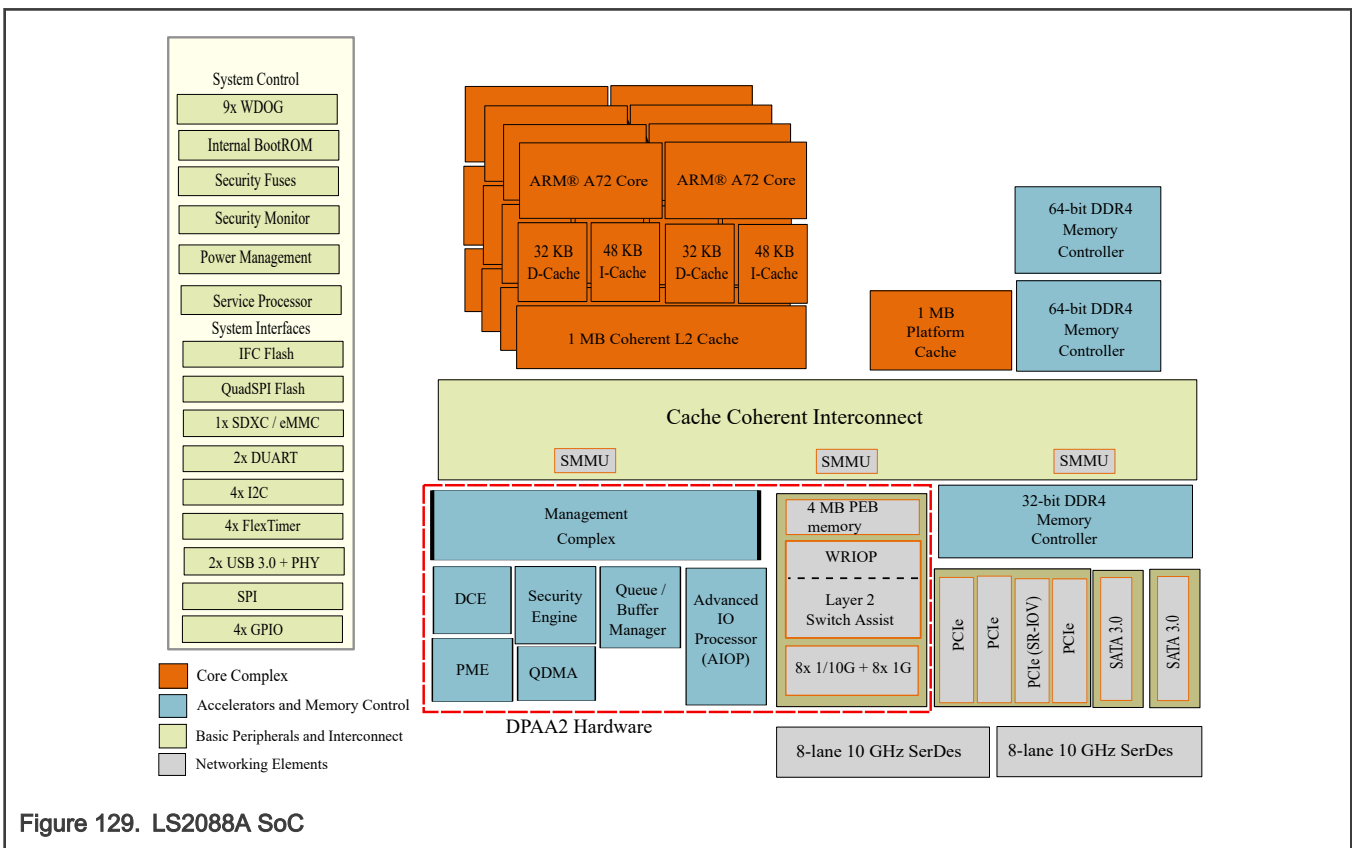 System Control
9x WDOG
Internal BootROM
Security Fuses
Security Monitor
Power Management
Service Processor
System Interfaces
IFC Flash
QuadSPI Flash
1x SDXC / eMMC
2x DUART
4x I2C
4x FlexTimer
2x USB 3.0 + PHY
SPI
4x GPIO
ARM® A72 Core
ARM® A72 Core
32 KB
D-Cache
48 KB
I-Cache
32 KB
D-Cache
48 KB
I-Cache
1 MB Coherent L2 Cache
64-bit DDR4
Memory
Controller
1 MB
Platform
Cache
64-bit DDR4
Memory
Controller
Cache Coherent Interconnect
SMMU
SMMU
SMMU
Management
Complex
DCE
Security
Engine
Queue /
Buffer
Manager
Advanced
IO
Processor
(AIOP)
PME
QDMA
4 MB PEB
memory
WRIOP
Layer 2
Switch Assist
8x 1/10G + 8x 1G
32-bit DDR4
Memory
Controller
PCIe
PCIe
PCIe (SR-IOV)
PCIe
SATA 3.0
SATA 3.0
DPAA2 Hardware
8-lane 10 GHz SerDes
8-lane 10 GHz SerDes
Core Complex
Accelerators and Memory Control
Basic Peripherals and Interconnect
Networking Elements
Figure 129. LS2088A SoC